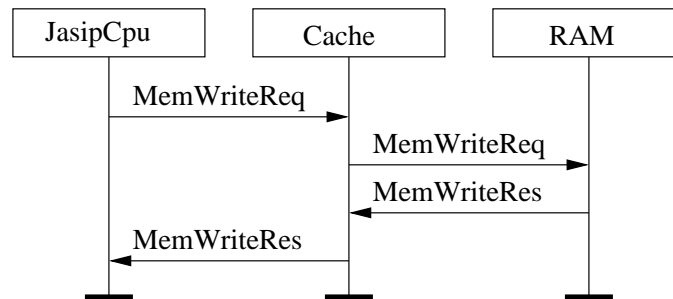 JasipCpu
Cache
RAM
MemWriteReq
MemWriteReq
MemWriteRes
MemWriteRes